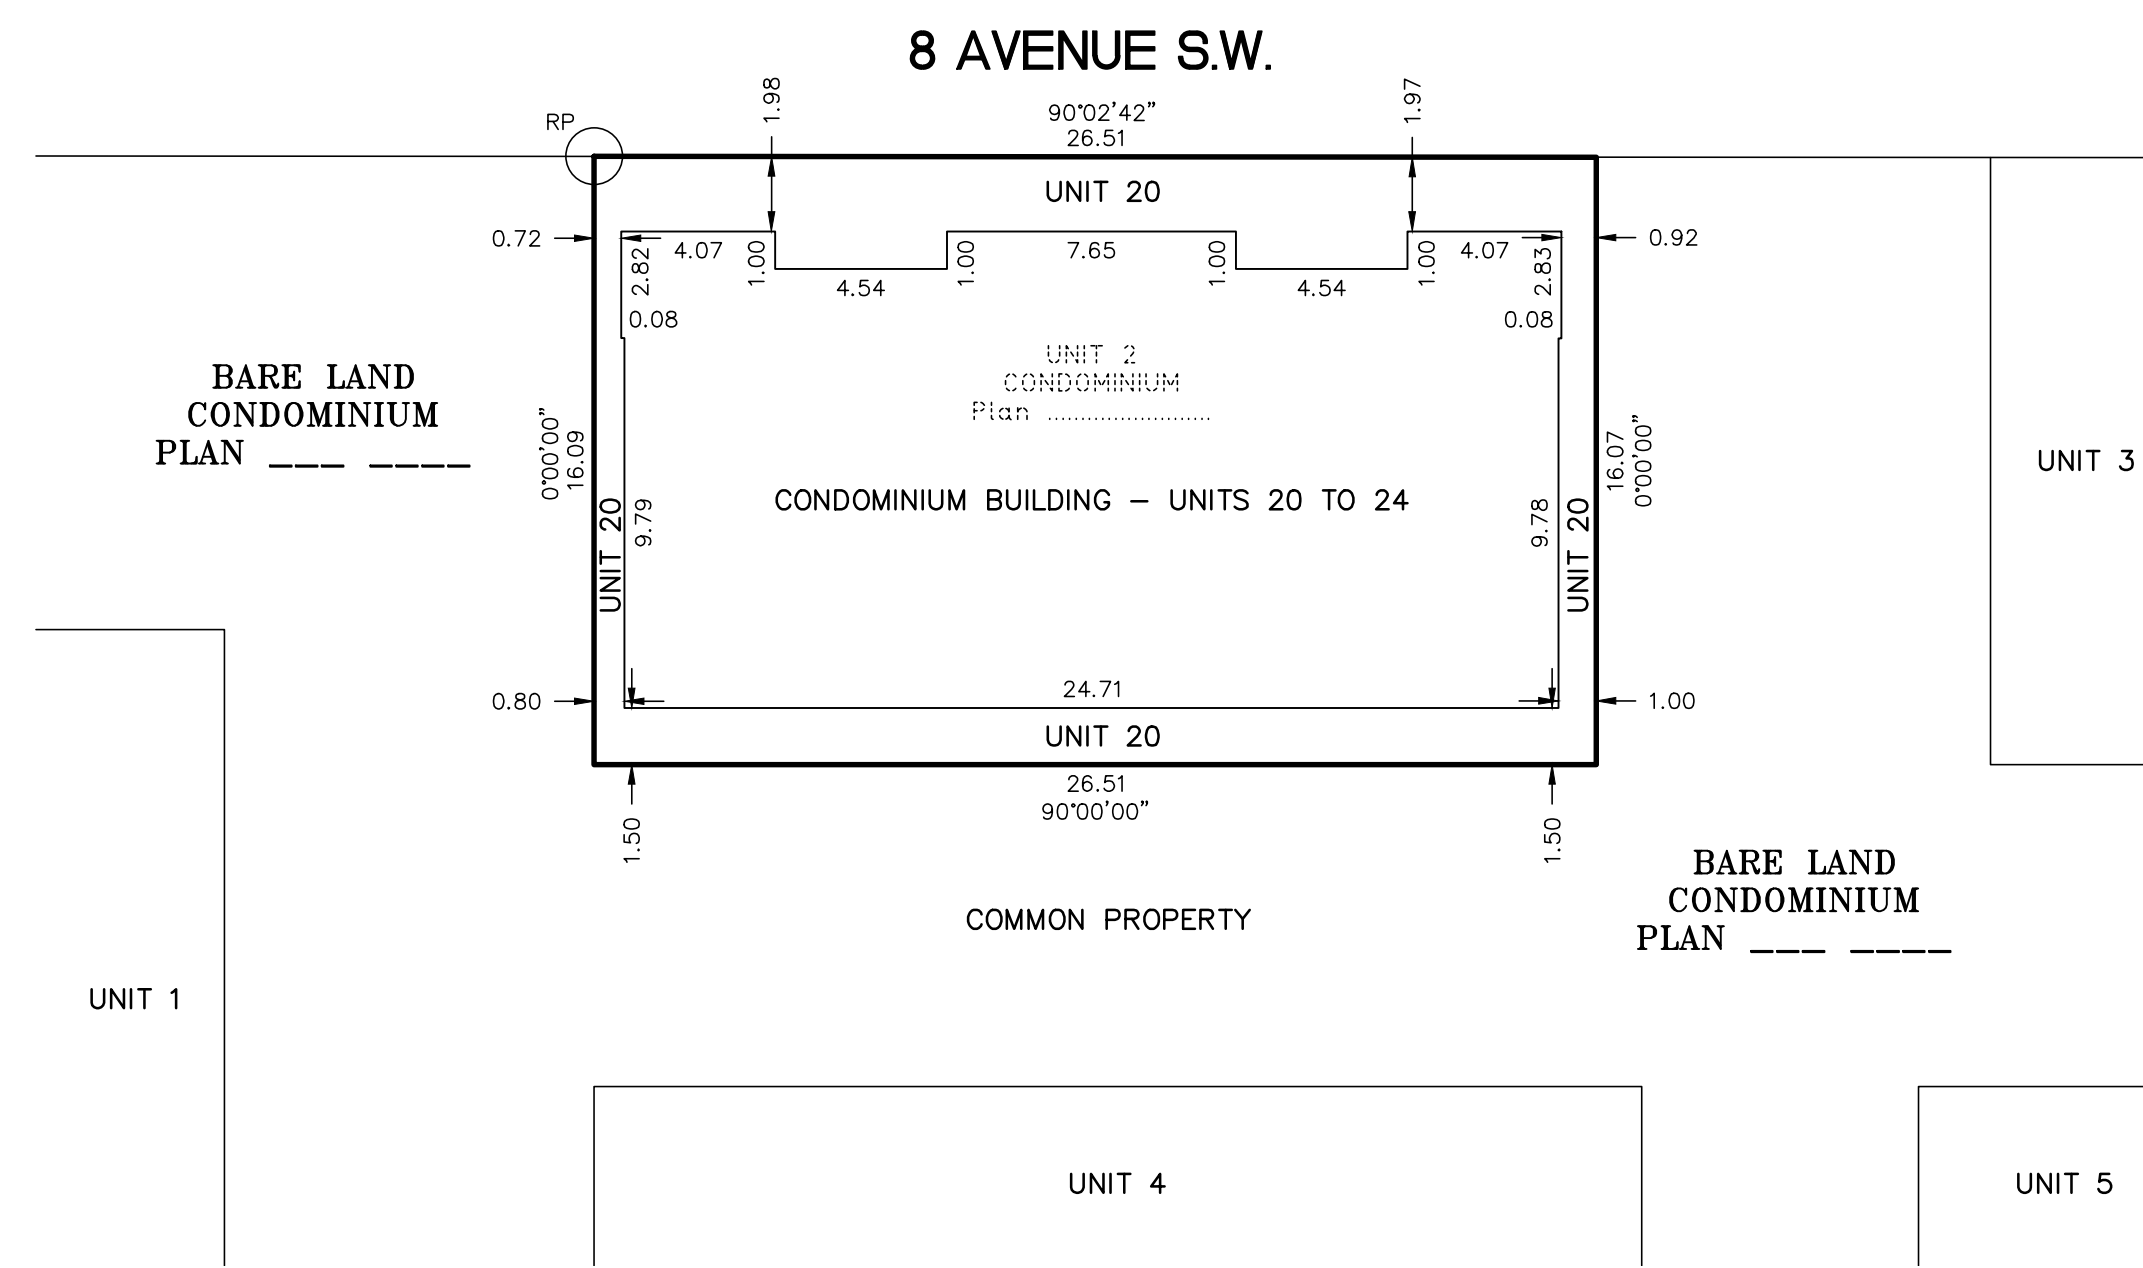 8 AVENUE S.W.
1.98
1.97
90°02'42"
26.51
RP
UNIT 20
0.72
0.92
4.07
1.00
1.00
7.65
1.00
1.00
4.07
2.82
2.83
4.54
4.54
0.08
0.08
UNIT 2
CONDOMINIUM
Plan ..........................
BARE LAND
CONDOMINIUM
PLAN ___ ____
0°00'00"
16.09
16.07
0°00'00"
UNIT 3
CONDOMINIUM BUILDING – UNITS 20 TO 24
UNIT 20
9.79
9.78
UNIT 20
0.80
24.71
1.00
UNIT 20
26.51
90°00'00"
1.50
1.50
BARE LAND
CONDOMINIUM
PLAN ___ ____
COMMON PROPERTY
UNIT 1
UNIT 4
UNIT 5